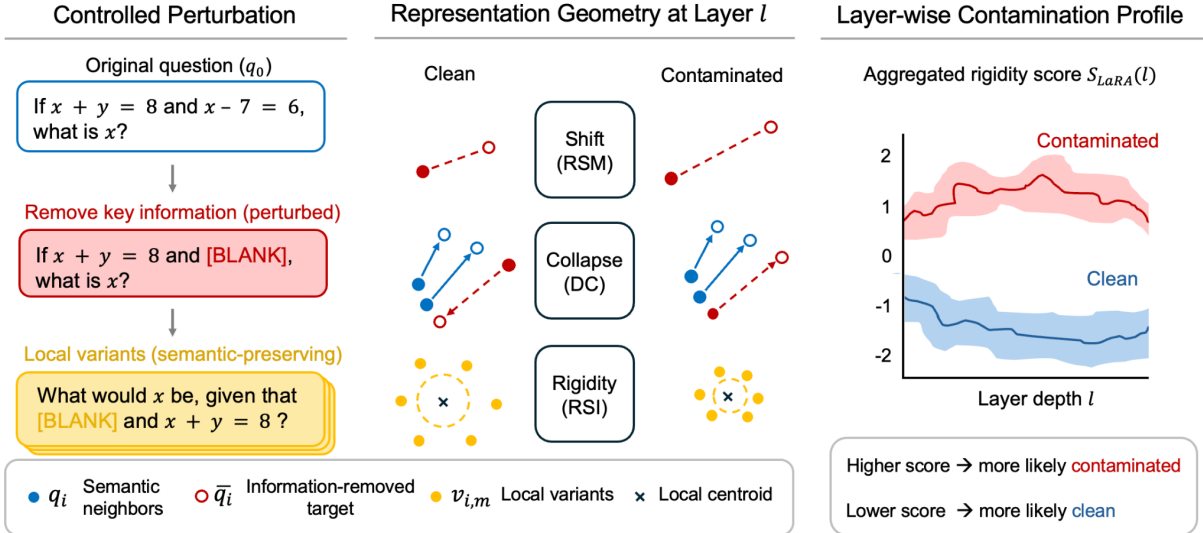 Controlled Perturbation
Original question (q₀)
If x + y = 8 and x – 7 = 6,
what is x?
Remove key information (perturbed)
If x + y = 8 and [BLANK],
what is x?
Local variants (semantic-preserving)
What would x be, given that
[BLANK] and x + y = 8 ?
Representation Geometry at Layer l
Clean
Contaminated
Shift
(RSM)
Collapse
(DC)
Rigidity
(RSI)
qᵢ Semantic
neighbors
q̅ᵢ Information-removed
target
vᵢ,ₘ Local variants
Local centroid
Layer-wise Contamination Profile
Aggregated rigidity score S_LaRA(l)
2
1
0
-1
-2
Contaminated
Clean
Layer depth l
Higher score → more likely contaminated
Lower score → more likely clean